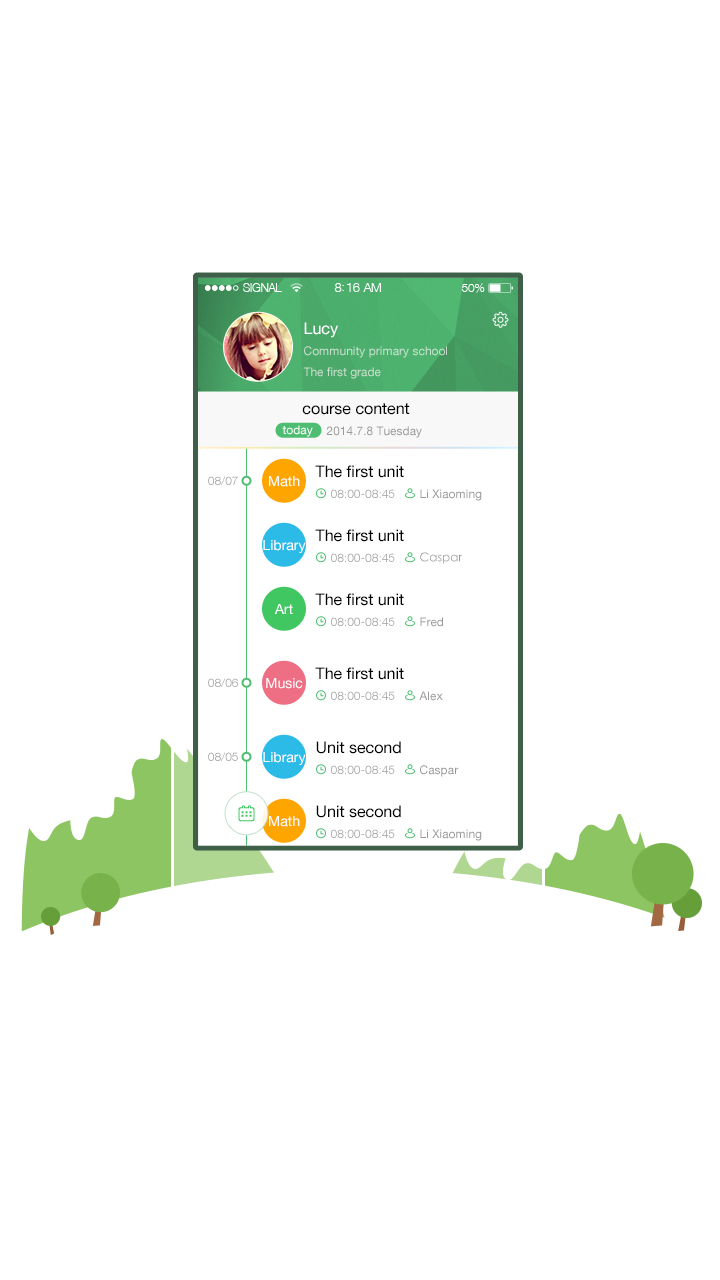 SIGNAL 8:16 AM 50%
Lucy
Community primary school
The first grade
course content
today 2014.7.8 Tuesday
08/07 Math The first unit
08:00-08:45 Li Xiaoming
Library The first unit
08:00-08:45 Caspar
Art The first unit
08:00-08:45 Fred
08/06 Music The first unit
08:00-08:45 Alex
08/05 Library Unit second
08:00-08:45 Caspar
Math Unit second
08:00-08:45 Li Xiaoming